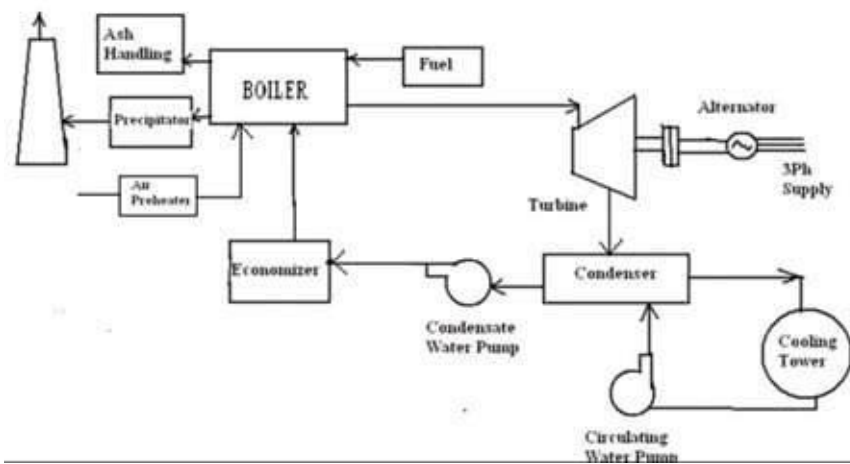 Ash
Handling
BOILER
Fuel
Precipitator
Alternator
Air
Preheater
3Ph
Supply
Turbine
Economizer
Condenser
Condensate
Water Pump
Cooling
Tower
Circulating
Water Pump